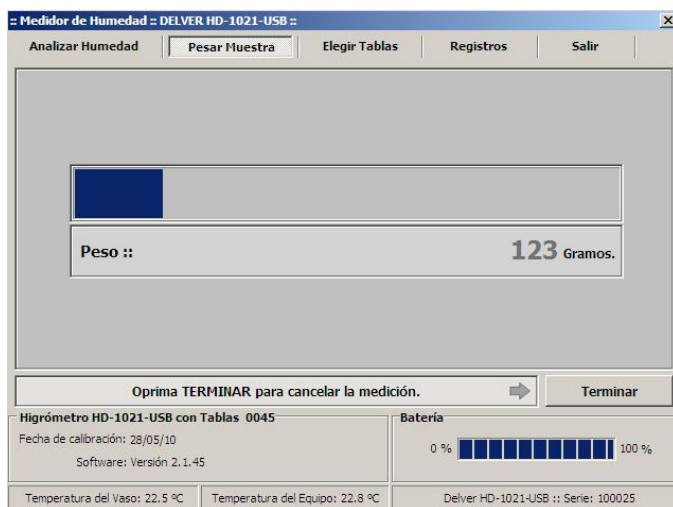 :: Medidor de Humedad :: DELVER HD-1021-USB ::
Analizar Humedad Pesar Muestra Elegir Tablas Registros Salir
Peso :: 123 Gramos.
Oprima TERMINAR para cancelar la medición. Terminar
Higrómetro HD-1021-USB con Tablas 0045 Batería
Fecha de calibración: 28/05/10
0 % 100 %
Software: Versión 2.1.45
Temperatura del Vaso: 22.5 ºC Temperatura del Equipo: 22.8 ºC Delver HD-1021-USB :: Serie: 100025